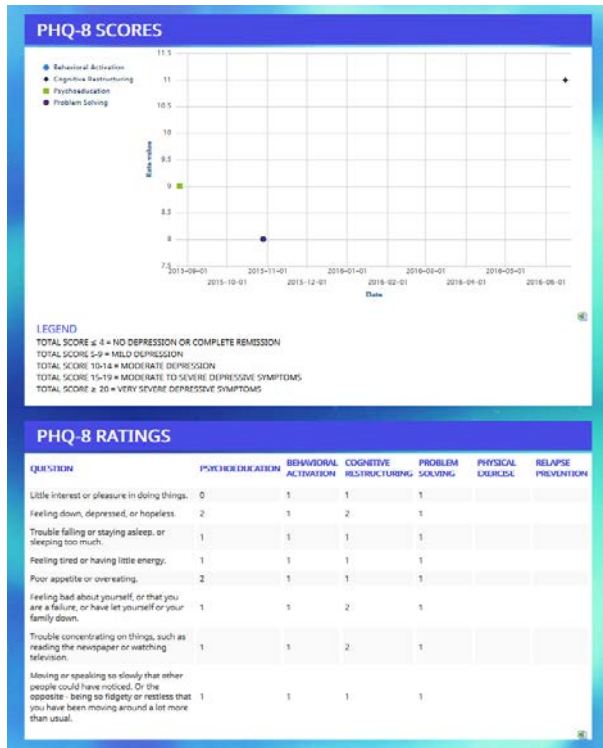 PHQ-8 SCORES
Behavioral Activation
Cognitive Restructuring
Psychoeducation
Problem Solving
11.5
11
10.5
10
9.5
9
8.5
8
7.5
Rate value
2015-09-01
2015-10-01
2015-11-01
2015-12-01
2016-01-01
2016-02-01
2016-03-01
2016-04-01
2016-05-01
2016-06-01
Date
LEGEND
TOTAL SCORE ≤ 4 = NO DEPRESSION OR COMPLETE REMISSION
TOTAL SCORE 5-9 = MILD DEPRESSION
TOTAL SCORE 10-14 = MODERATE DEPRESSION
TOTAL SCORE 15-19 = MODERATE TO SEVERE DEPRESSIVE SYMPTOMS
TOTAL SCORE ≥ 20 = VERY SEVERE DEPRESSIVE SYMPTOMS
PHQ-8 RATINGS
QUESTION PSYCHOEDUCATION BEHAVIORAL ACTIVATION COGNITIVE RESTRUCTURING PROBLEM SOLVING PHYSICAL EXERCISE RELAPSE PREVENTION
Little interest or pleasure in doing things. 0 1 1 1
Feeling down, depressed, or hopeless. 2 1 2 1
Trouble falling or staying asleep, or
sleeping too much. 1 1 1 1
Feeling tired or having little energy. 1 1 1 1
Poor appetite or overeating. 2 1 1 1
Feeling bad about yourself, or that you
are a failure, or have let yourself or your 1 1 2 1
family down.
Trouble concentrating on things, such as
reading the newspaper or watching 1 1 2 1
television.
Moving or speaking so slowly that other
people could have noticed. Or the
opposite - being so fidgety or restless that 1 1 1 1
you have been moving around a lot more
than usual.